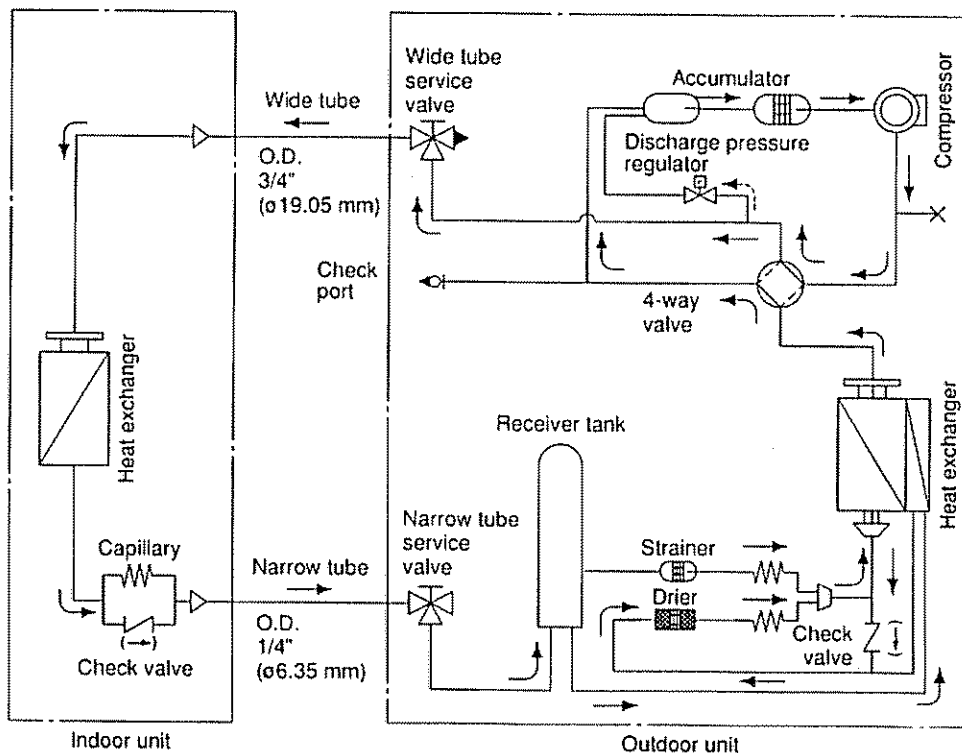 Wide tube
service
valve
Accumulator
Compressor
Wide tube
O.D.
3/4"
(ø19.05 mm)
Discharge pressure
regulator
Check
port
4-way
valve
Heat exchanger
Receiver tank
Heat exchanger
Narrow tube
service
valve
Capillary
Narrow tube
Strainer
Drier
O.D.
1/4"
(ø6.35 mm)
Check valve
Check
valve
Indoor unit
Outdoor unit